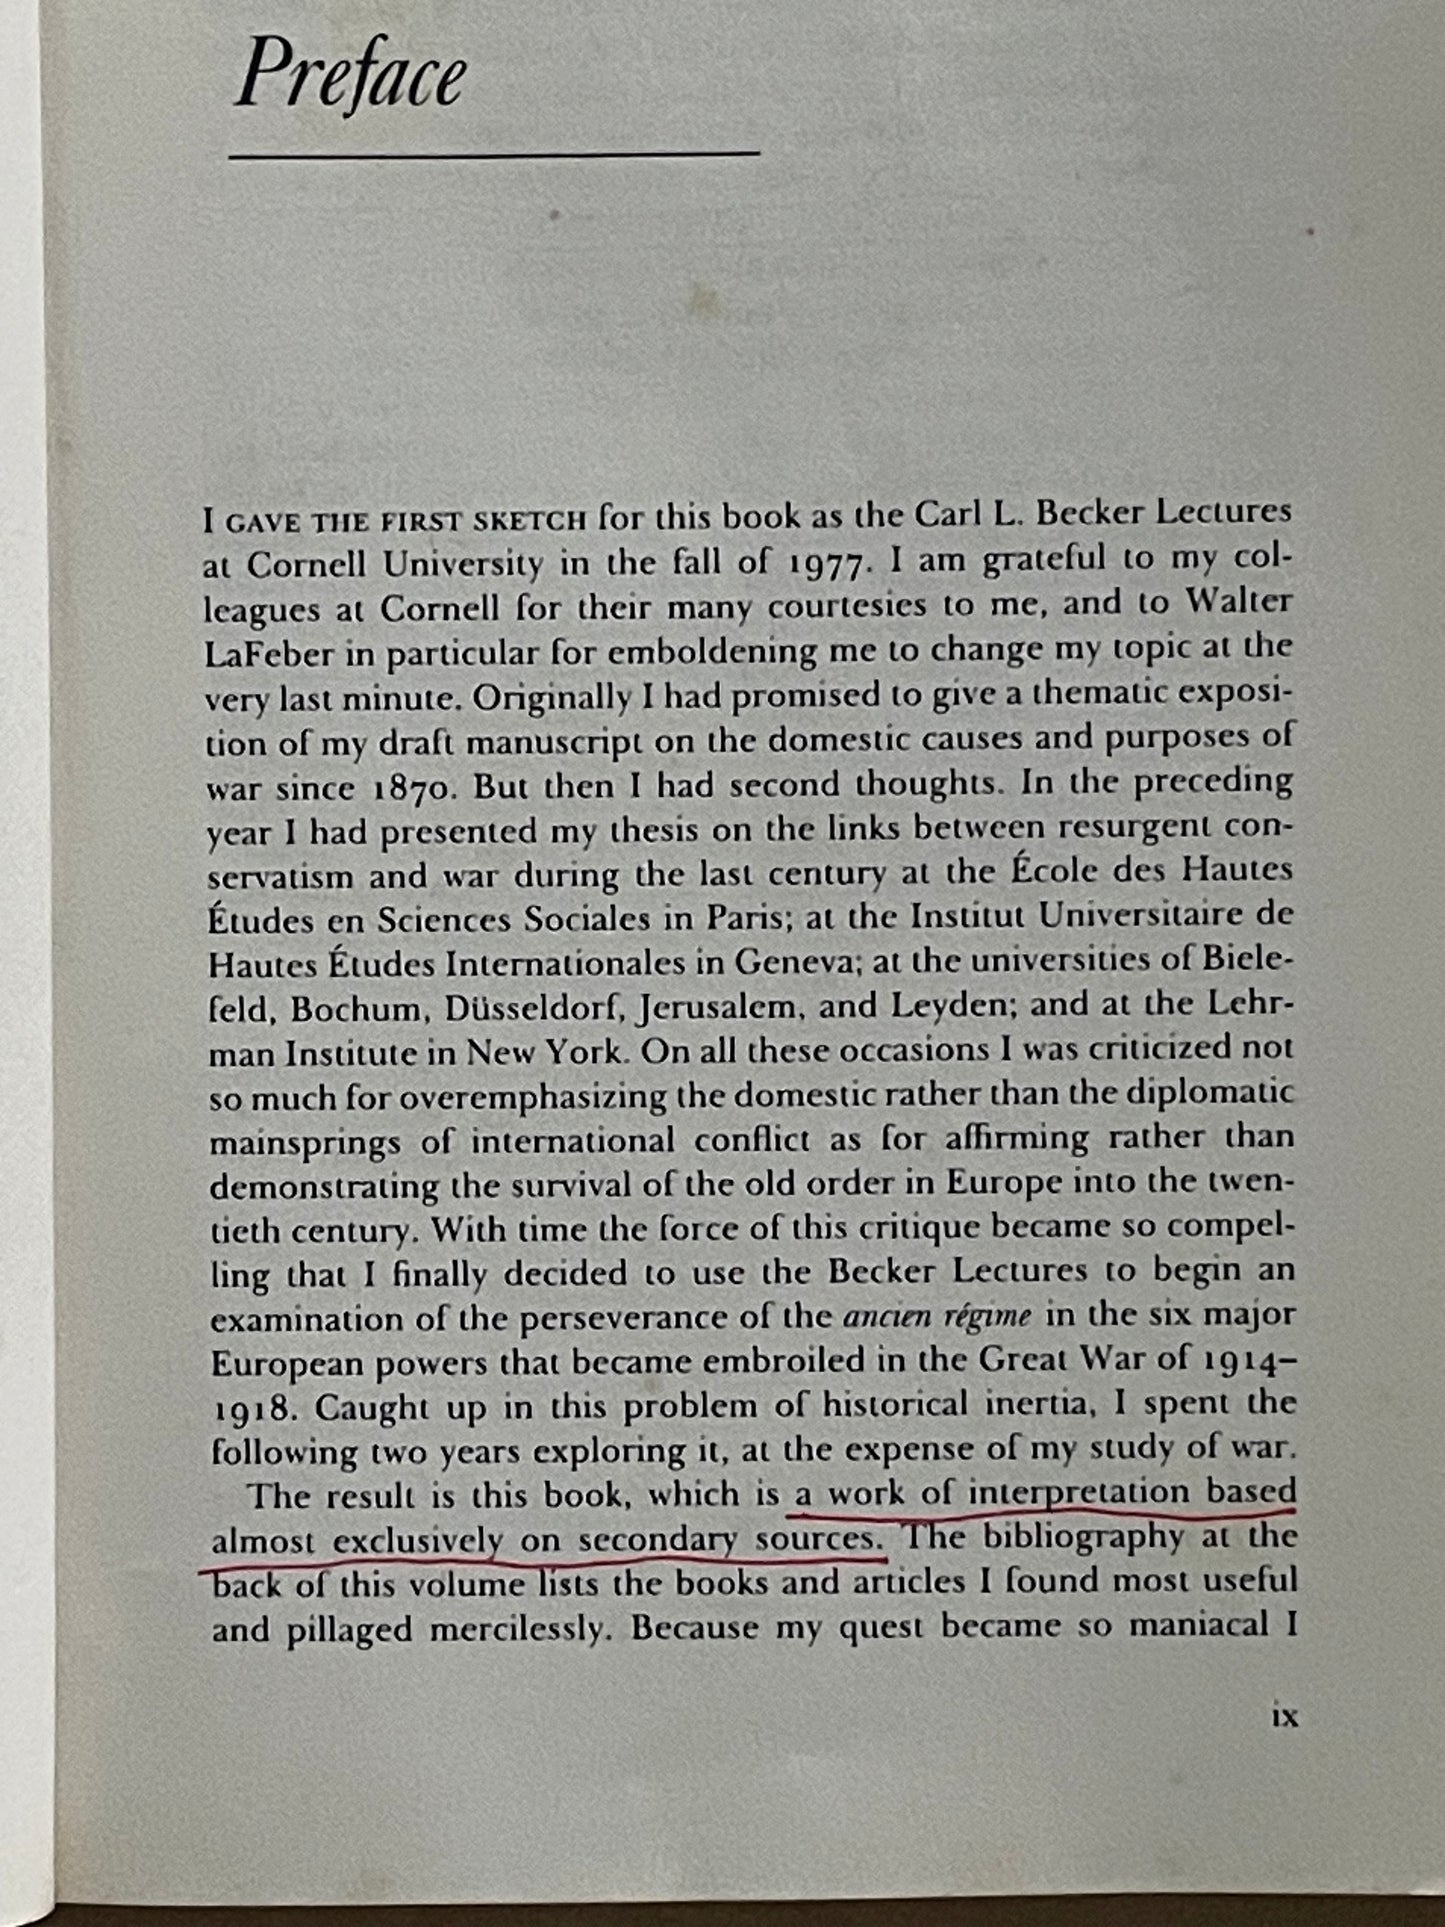 Preface
I GAVE THE FIRST SKETCH for this book as the Carl L. Becker Lectures
at Cornell University in the fall of 1977. I am grateful to my col-
leagues at Cornell for their many courtesies to me, and to Walter
LaFeber in particular for emboldening me to change my topic at the
very last minute. Originally I had promised to give a thematic exposi-
tion of my draft manuscript on the domestic causes and purposes of
war since 1870. But then I had second thoughts. In the preceding
year I had presented my thesis on the links between resurgent con-
servatism and war during the last century at the École des Hautes
Études en Sciences Sociales in Paris; at the Institut Universitaire de
Hautes Études Internationales in Geneva; at the universities of Biele-
feld, Bochum, Düsseldorf, Jerusalem, and Leyden; and at the Lehr-
man Institute in New York. On all these occasions I was criticized not
so much for overemphasizing the domestic rather than the diplomatic
mainsprings of international conflict as for affirming rather than
demonstrating the survival of the old order in Europe into the twen-
tieth century. With time the force of this critique became so compel-
ling that I finally decided to use the Becker Lectures to begin an
examination of the perseverance of the ancien régime in the six major
European powers that became embroiled in the Great War of 1914–
1918. Caught up in this problem of historical inertia, I spent the
following two years exploring it, at the expense of my study of war.
The result is this book, which is a work of interpretation based
almost exclusively on secondary sources. The bibliography at the
back of this volume lists the books and articles I found most useful
and pillaged mercilessly. Because my quest became so maniacal I
ix